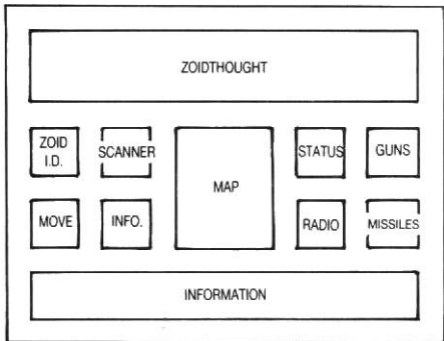 ZOIDTHOUGHT
ZOID
I.D.
SCANNER
MAP
STATUS
GUNS
MOVE
INFO.
RADIO
MISSILES
INFORMATION